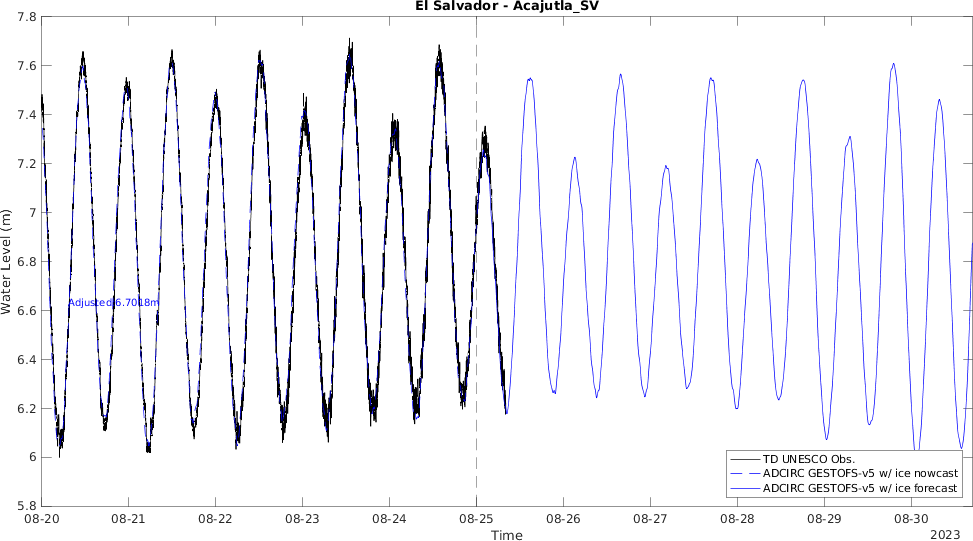 El Salvador - Acajutla_SV
7.8
7.6
7.4
7.2
7
6.8
6.6
6.4
6.2
6
5.8
Water Level (m)
Adjusted 6.7018m
TD UNESCO Obs.
ADCIRC GESTOFS-v5 w/ ice nowcast
ADCIRC GESTOFS-v5 w/ ice forecast
08-20 08-21 08-22 08-23 08-24 08-25 08-26 08-27 08-28 08-29 08-30
Time
2023